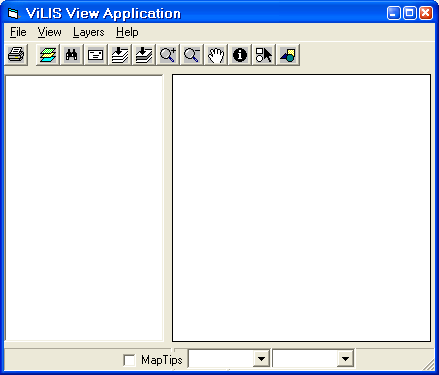 ViLIS View Application
File View Layers Help
MapTips